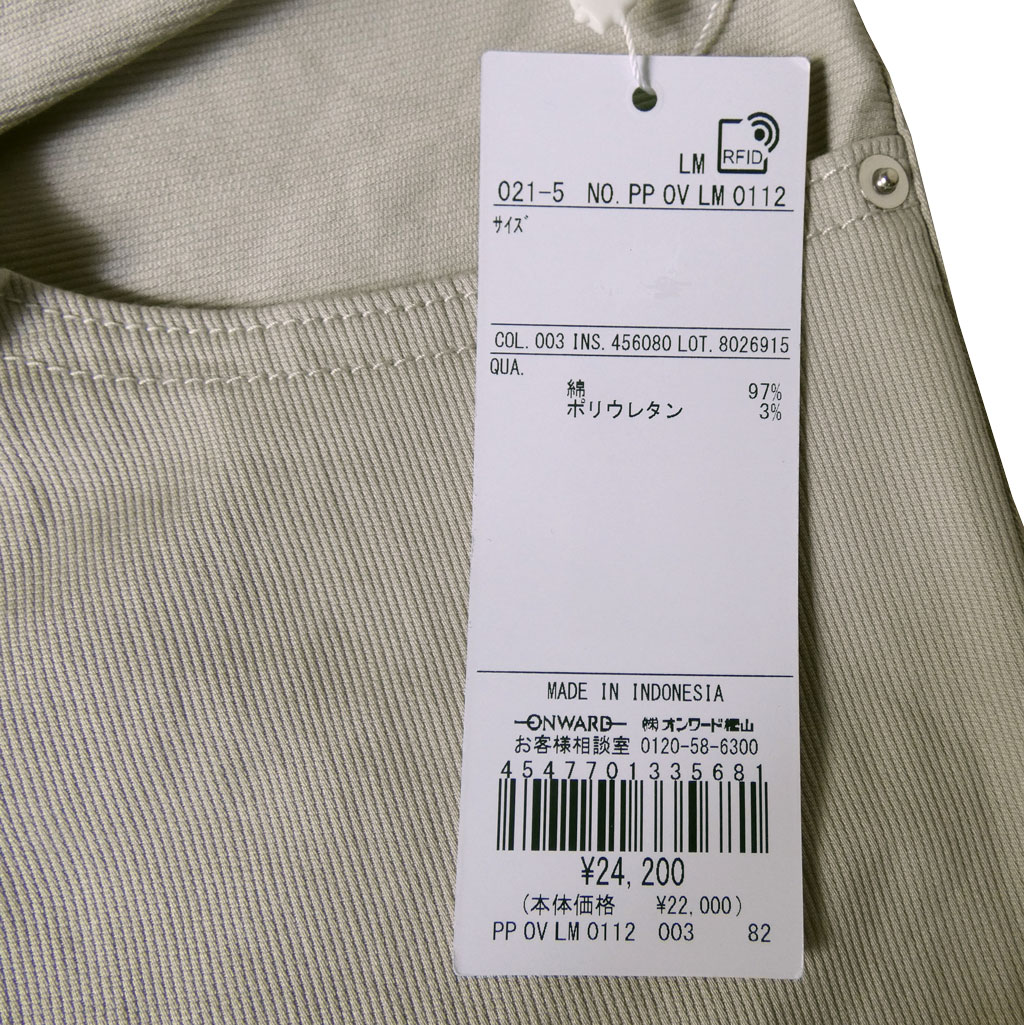 RFID
LM
021-5 NO. PP OV LM 0112
サイズ
COL. 003 INS. 456080 LOT. 8026915
QUA.
綿 97%
ポリウレタン 3%
MADE IN INDONESIA
ONWARD ㈱オンワード樫山
お客様相談室 0120-58-6300
4547701335681
¥24,200
(本体価格 ¥22,000)
PP OV LM 0112 003 82